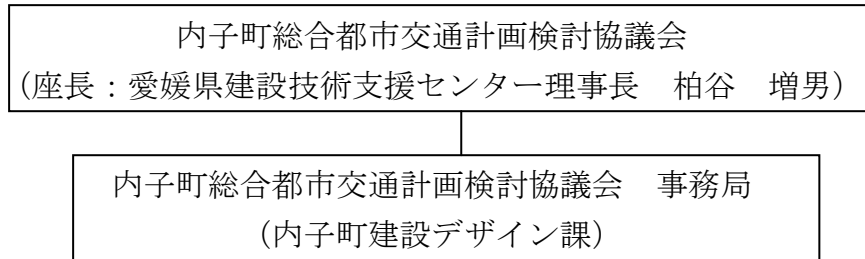 内子町総合都市交通計画検討協議会
(座長：愛媛県建設技術支援センター理事長　柏谷　増男)
内子町総合都市交通計画検討協議会　事務局
(内子町建設デザイン課)